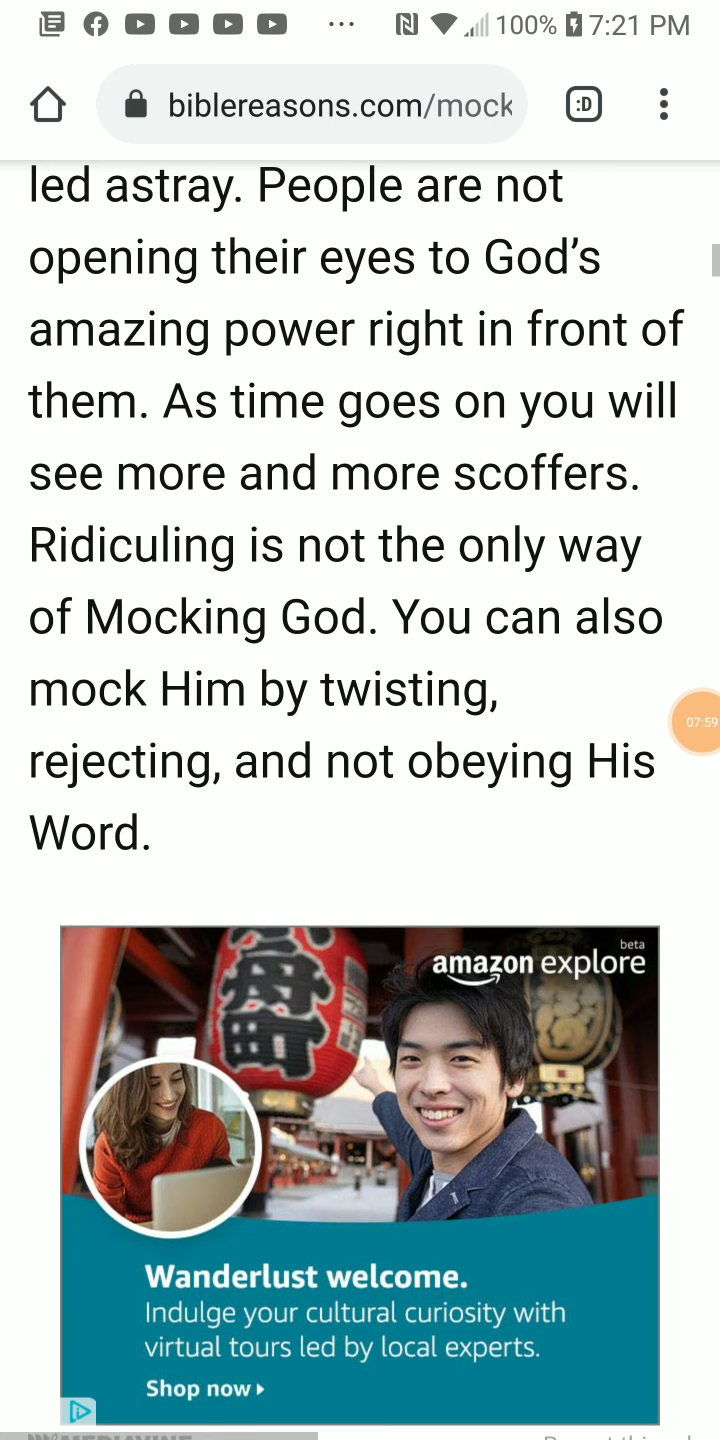 100% 7:21 PM
biblereasons.com/mock
:D
led astray. People are not
opening their eyes to God’s
amazing power right in front of
them. As time goes on you will
see more and more scoffers.
Ridiculing is not the only way
of Mocking God. You can also
mock Him by twisting,
rejecting, and not obeying His
Word.
07:59
beta
amazon explore
舟
町
Wanderlust welcome.
Indulge your cultural curiosity with
virtual tours led by local experts.
Shop now